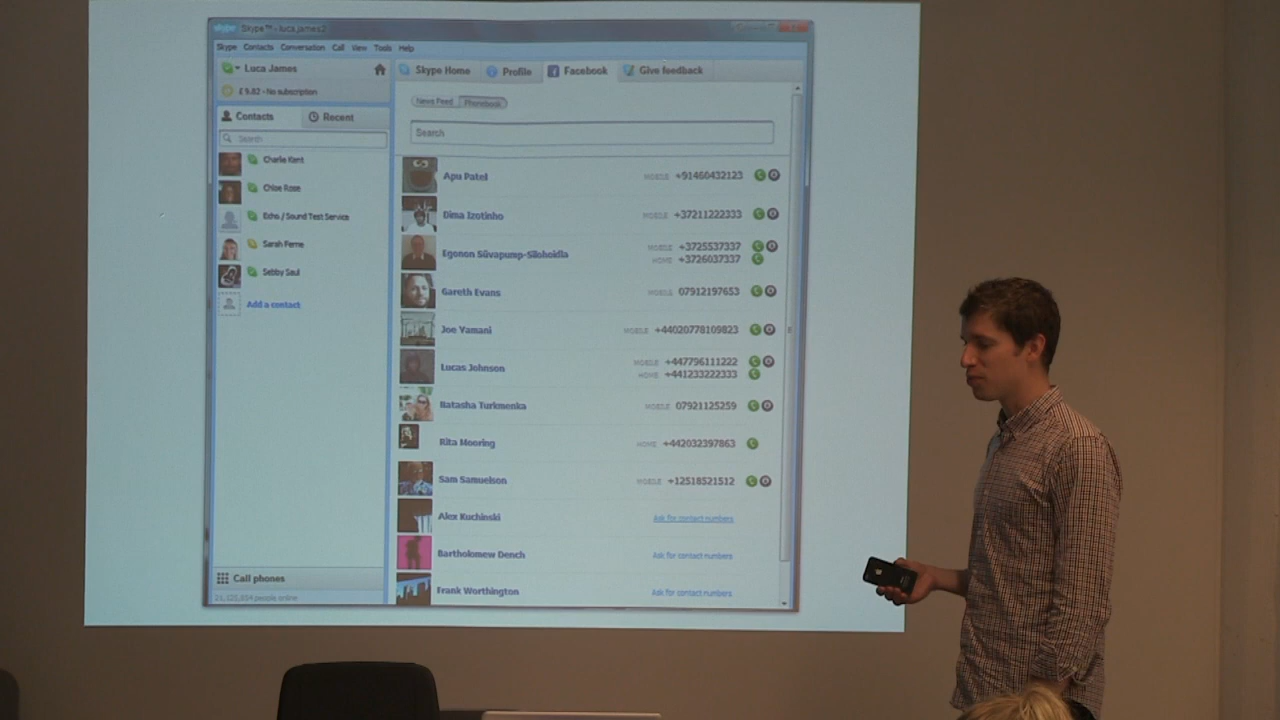 Skype™ - luca.james2
Skype Contacts Conversation Call View Tools Help
Luca James
£ 9.82 - No subscription
Contacts Recent
Search
Charlie Kent
Chloe Rose
Echo / Sound Test Service
Sarah Ferne
Sebby Saul
Add a contact
Call phones
people online
Skype Home Profile Facebook Give feedback
News Feed Phonebook
Search
Apu Patel MOBILE +91460432123
Dima Izotinho MOBILE +37211222333
Egonon MOBILE +3725537337
HOME +3726037337
Gareth Evans MOBILE 07912197653
Joe Yamani MOBILE +44020778109823
Lucas Johnson MOBILE +447796111222
HOME +441233222333
Natasha Turkmenka MOBILE 07921125259
Rita Mooring HOME +442032397863
Sam Samuelson MOBILE +12518521512
Alex Kuchinski Ask for contact numbers
Bartholomew Dench Ask for contact numbers
Frank Worthington Ask for contact numbers